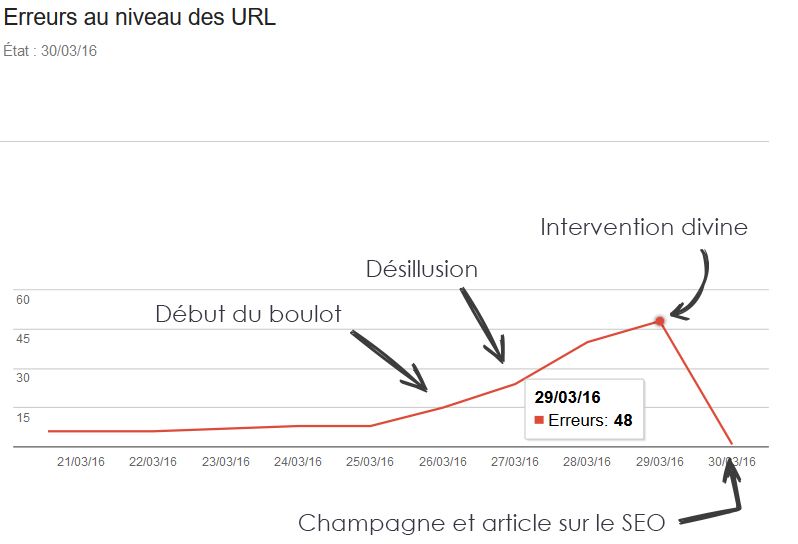 Erreurs au niveau des URL
État : 30/03/16
Intervention divine
Désillusion
Début du boulot
60
45
30
15
29/03/16
Erreurs: 48
21/03/16 22/03/16 23/03/16 24/03/16 25/03/16 26/03/16 27/03/16 28/03/16 29/03/16 30/03/16
Champagne et article sur le SEO